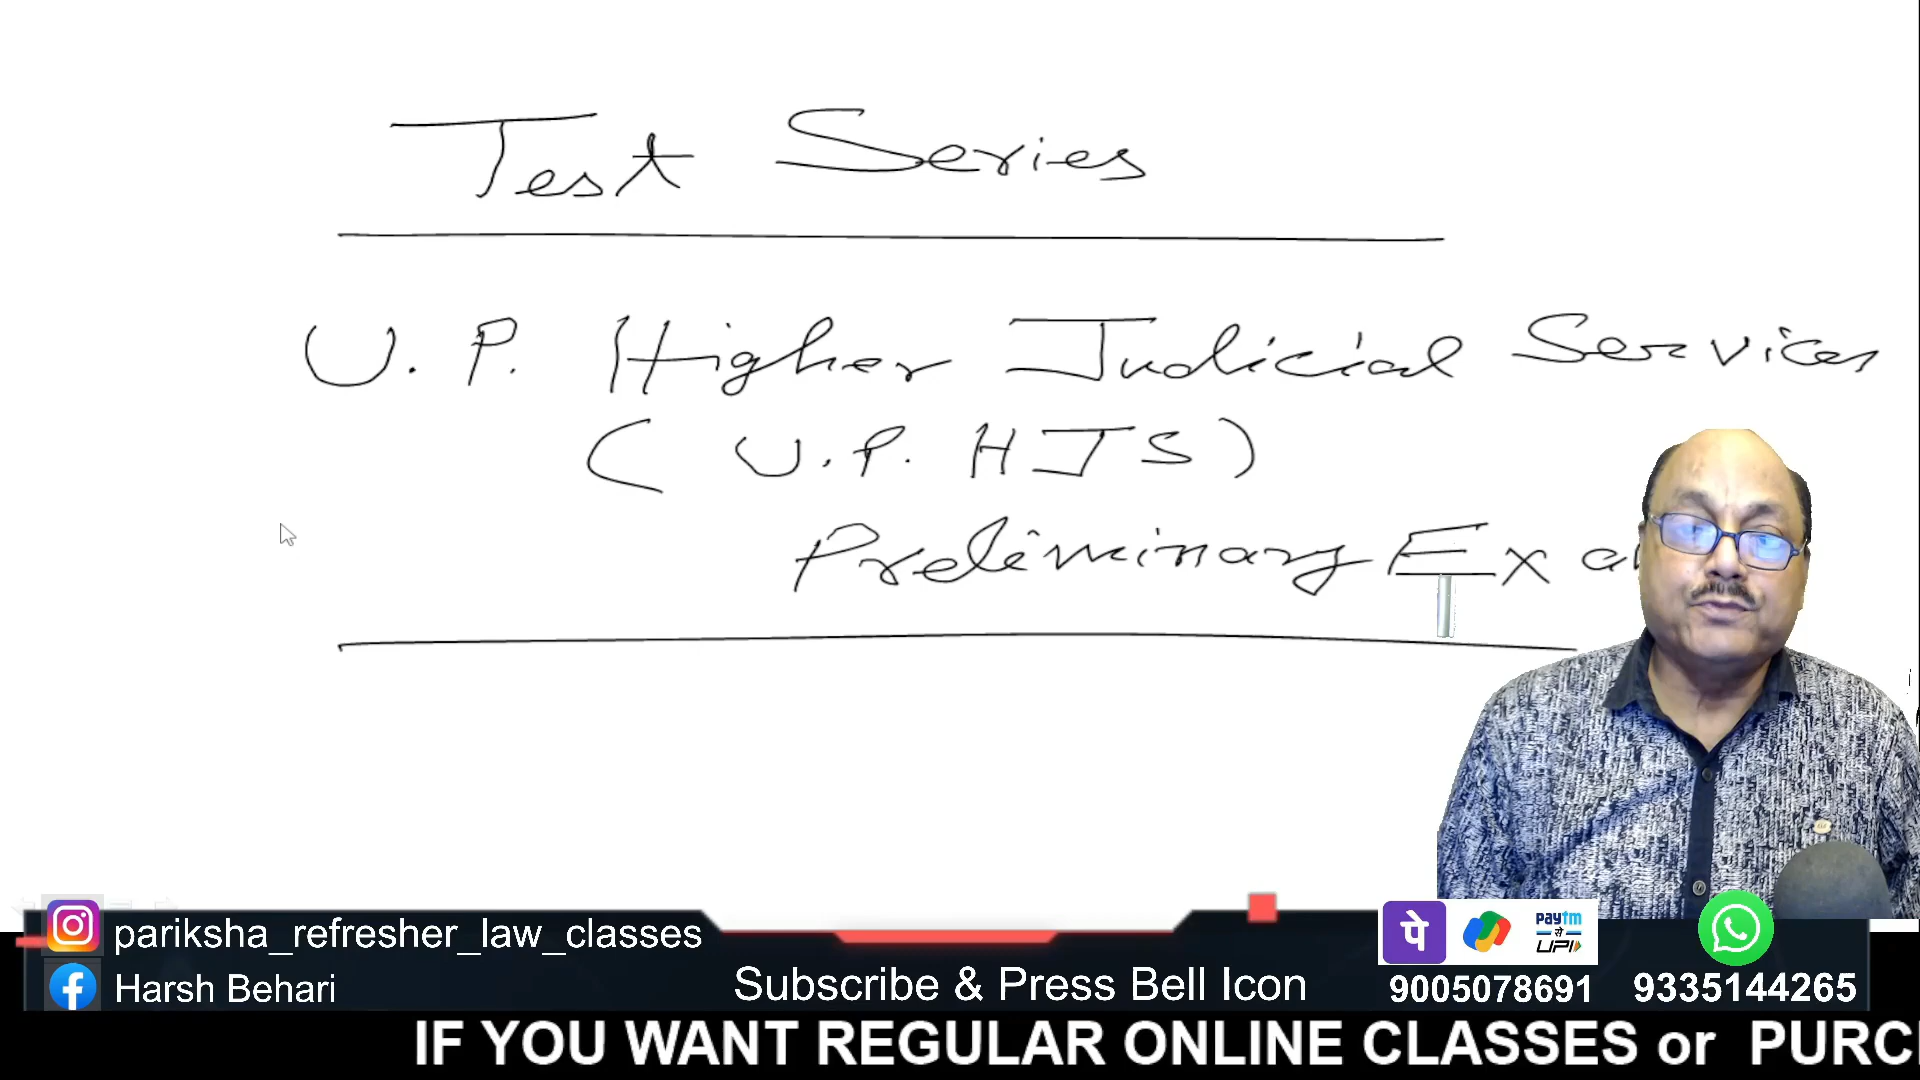 Test Series
U. P. Higher Judicial Services
( U.P. HJS)
Preliminary Exa
pariksha_refresher_law_classes
Harsh Behari
Subscribe & Press Bell Icon
पे
paytm
से
UPI
9005078691
9335144265
IF YOU WANT REGULAR ONLINE CLASSES or PURC